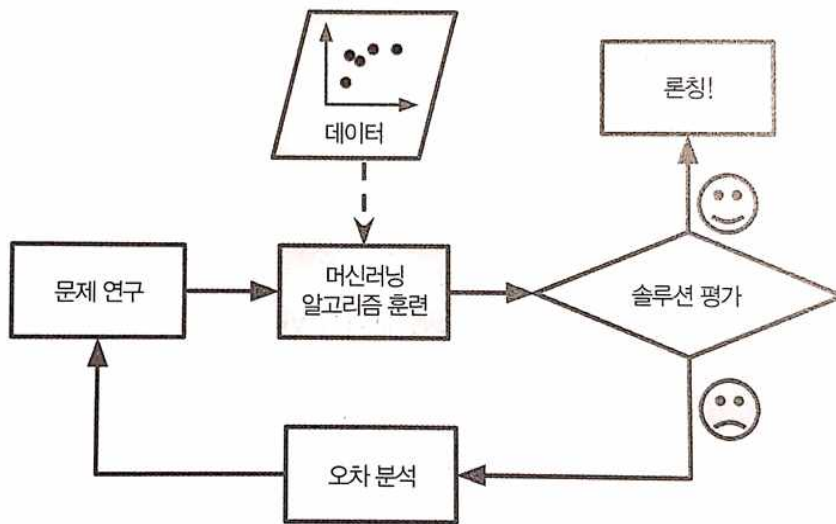 데이터
론칭!
문제 연구
머신러닝
알고리즘 훈련
솔루션 평가
오차 분석